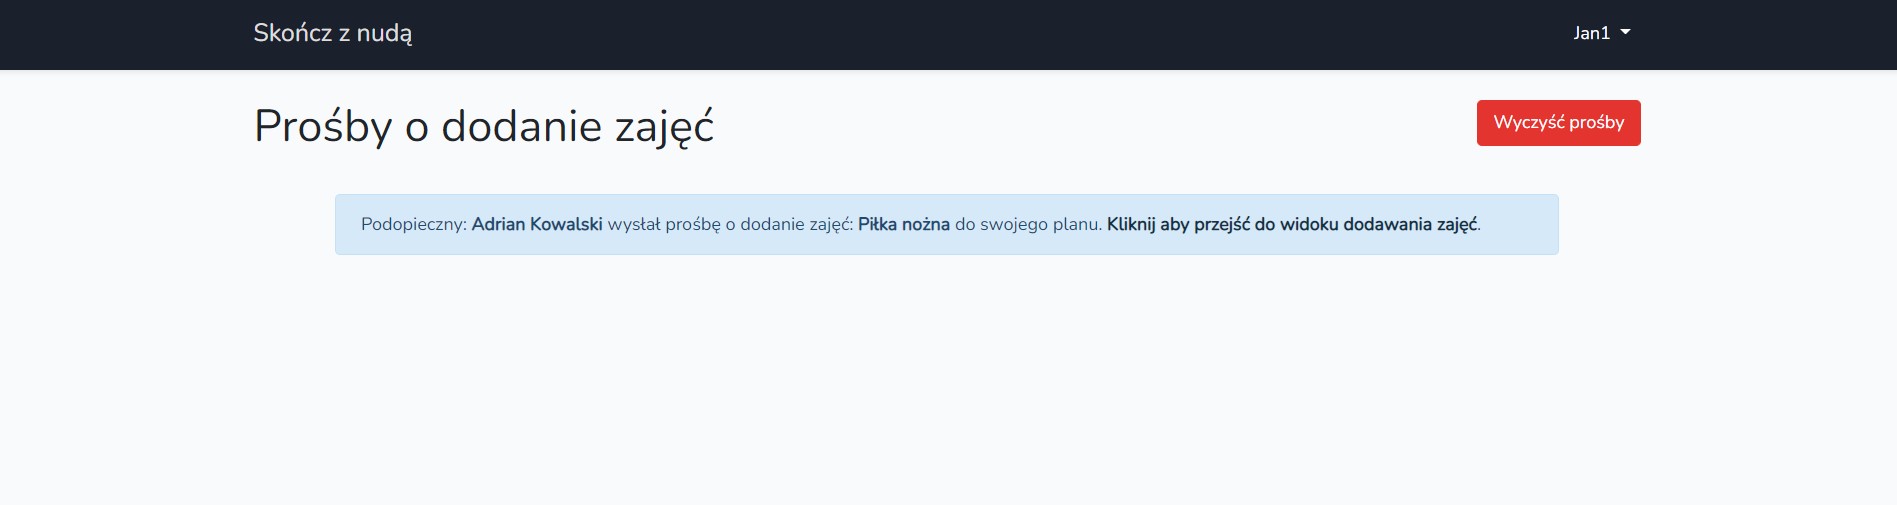 Skończ z nudą
Jan1
Prośby o dodanie zajęć
Wyczyść prośby
Podopieczny: Adrian Kowalski wysłał prośbę o dodanie zajęć: Piłka nożna do swojego planu. Kliknij aby przejść do widoku dodawania zajęć.